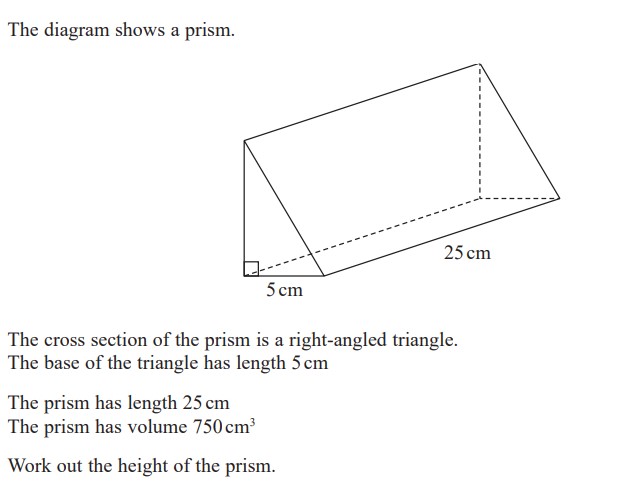 The diagram shows a prism.
25 cm
5 cm
The cross section of the prism is a right-angled triangle.
The base of the triangle has length 5 cm
The prism has length 25 cm
The prism has volume 750 cm³
Work out the height of the prism.